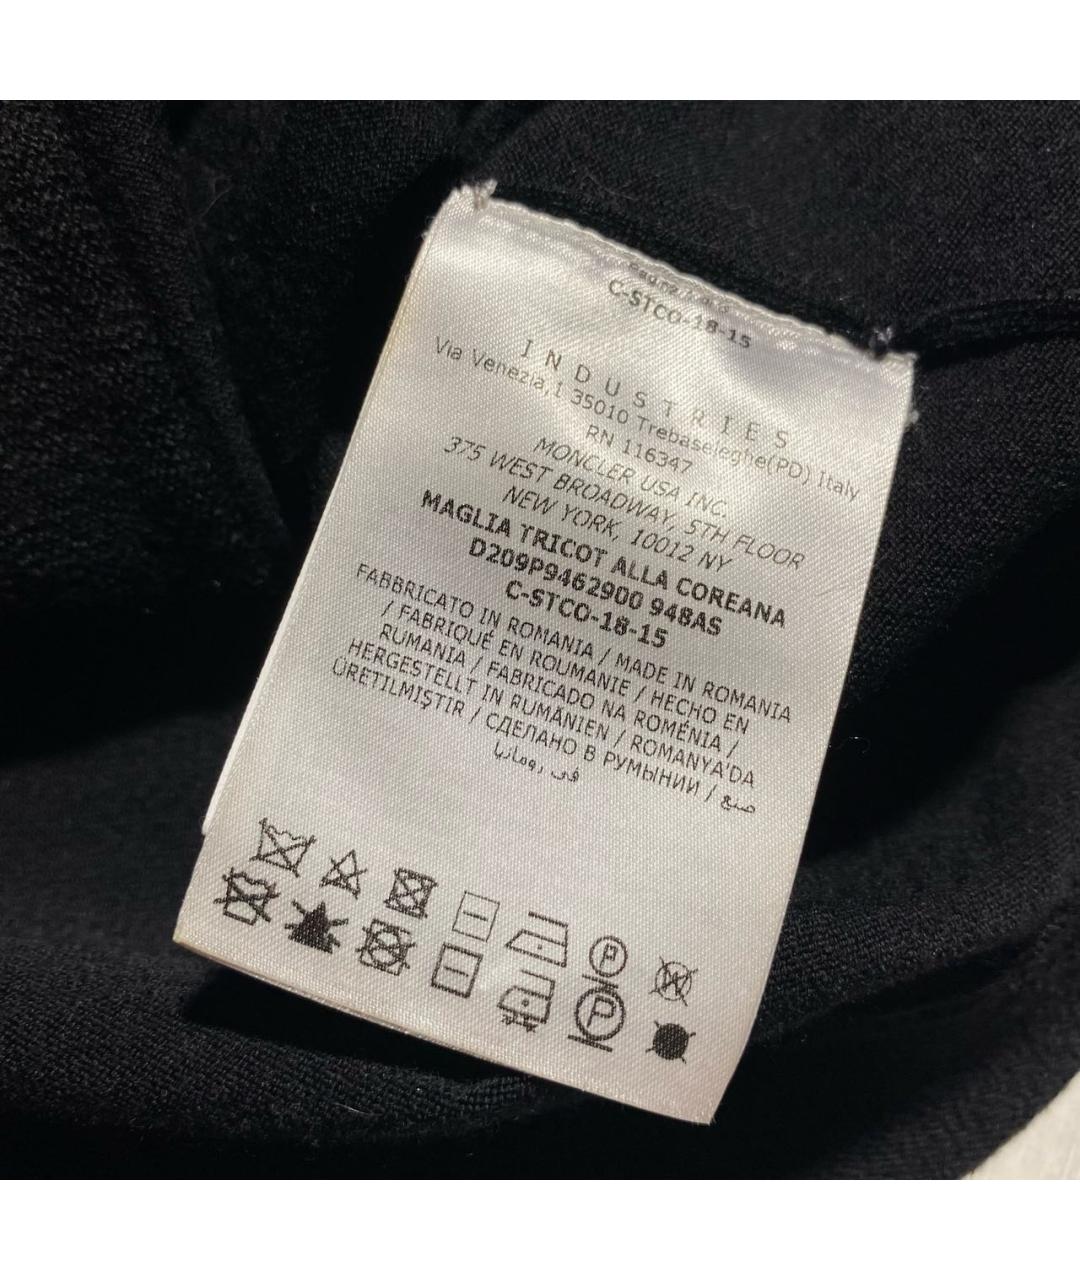 C-STCO-18-15
INDUSTRIES
Via Venezia,1 35010 Trebaseleghe(PD) Italy
RN 116347
MONCLER USA INC.
375 WEST BROADWAY, 5TH FLOOR
NEW YORK, 10012 NY
MAGLIA TRICOT ALLA COREANA
D209P9462900 948AS
C-STCO-18-15
FABBRICATO IN ROMANIA / MADE IN ROMANIA
/ FABRIQUÉ EN ROUMANIE / HECHO EN
RUMANIA / FABRICADO NA ROMÉNIA /
HERGESTELLT IN RUMÄNIEN / ROMANYA'DA
ÜRETILMIŞTIR / СДЕЛАНО В РУМЫНИИ / صنع
في رومانيا
P W
P